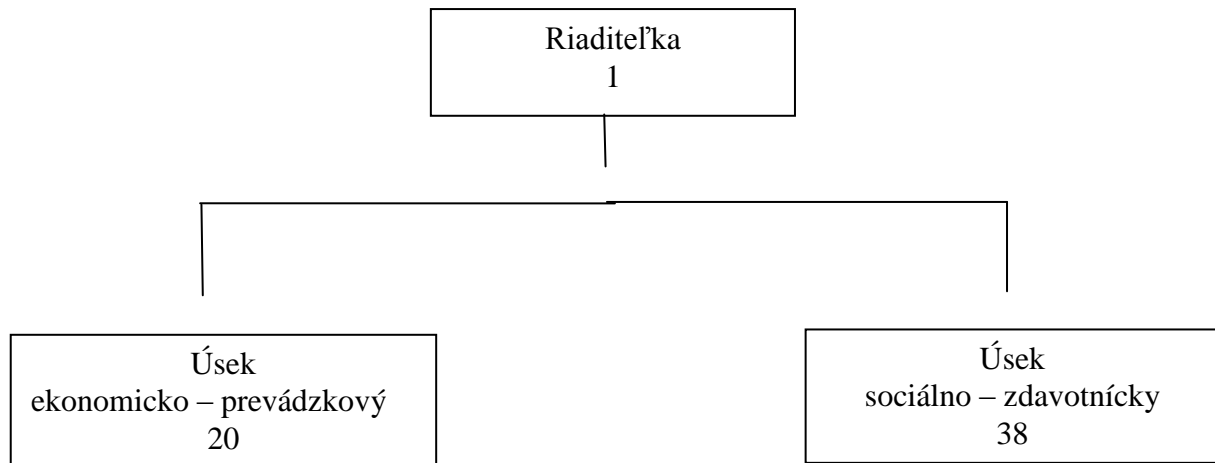 Riaditeľka
1
Úsek
ekonomicko – prevádzkový
20
Úsek
sociálno – zdavotnícky
38